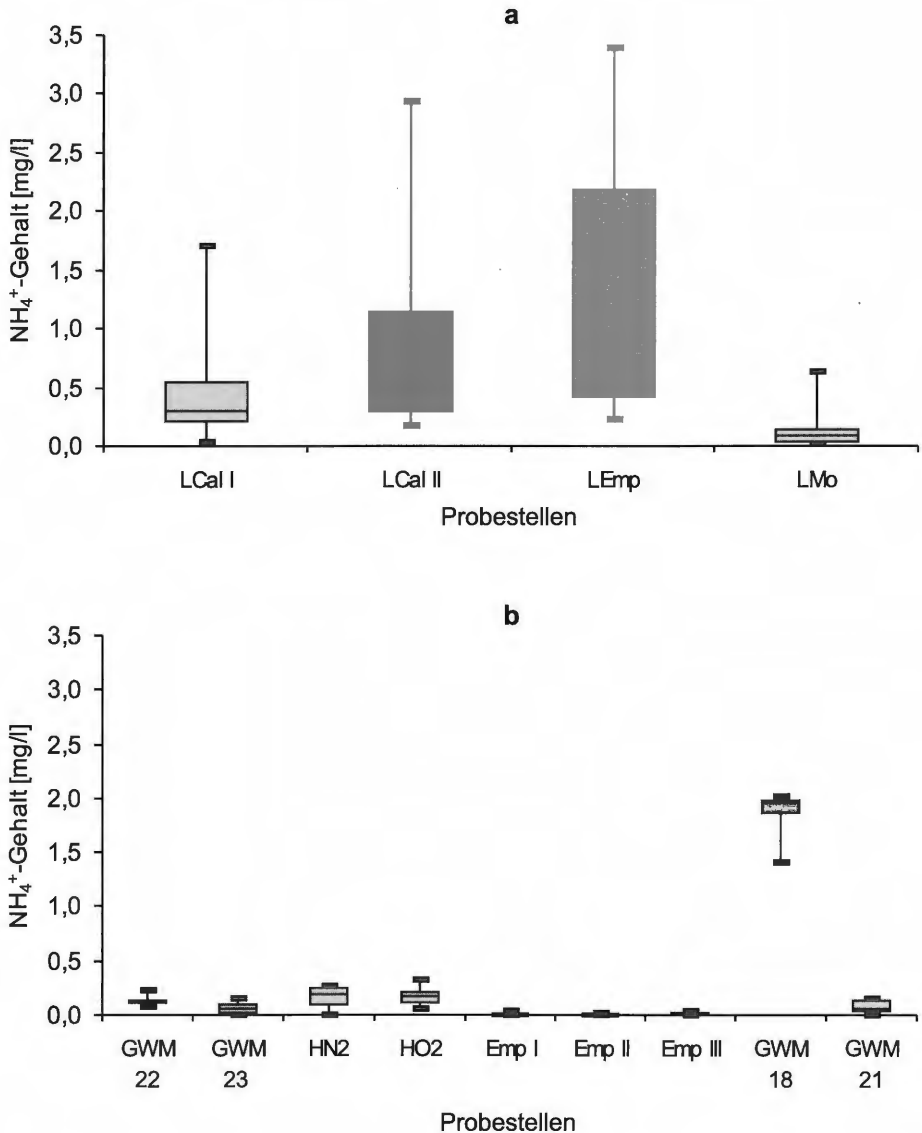 a
3,5
3,0
2,5
2,0
1,5
1,0
0,5
0,0
NH₄⁺-Gehalt [mg/l]
LCal I LCal II LEmp LMo
Probestellen
b
3,5
3,0
2,5
2,0
1,5
1,0
0,5
0,0
NH₄⁺-Gehalt [mg/l]
GWM 22 GWM 23 HN2 HO2 Emp I Emp II Emp III GWM 18 GWM 21
Probestellen